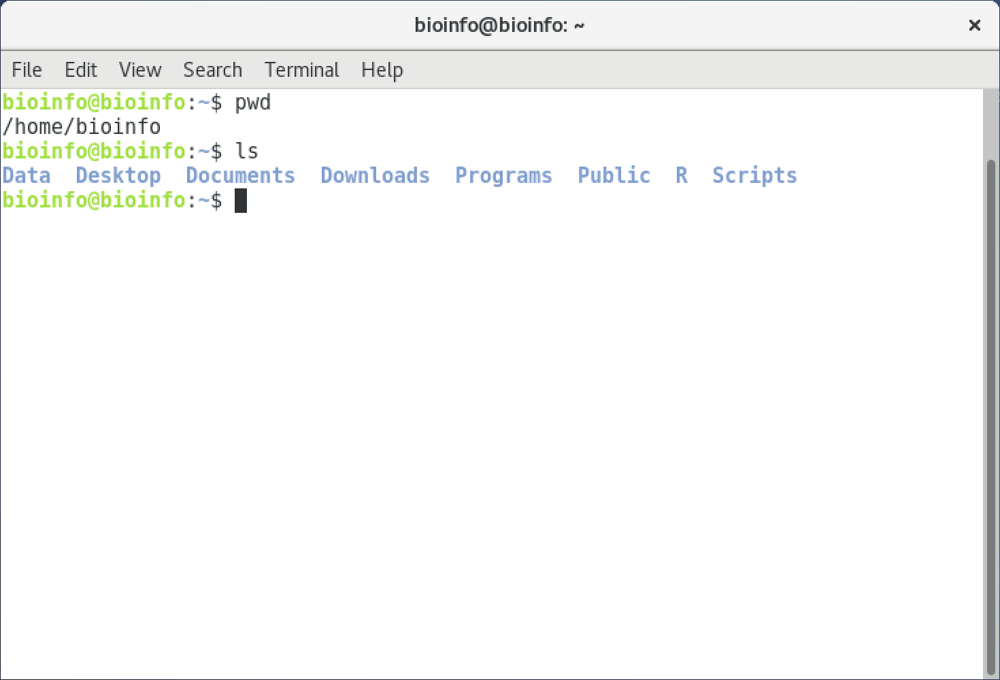 bioinfo@bioinfo: ~ ×
File Edit View Search Terminal Help
bioinfo@bioinfo:~$ pwd
/home/bioinfo
bioinfo@bioinfo:~$ ls
Data Desktop Documents Downloads Programs Public R Scripts
bioinfo@bioinfo:~$